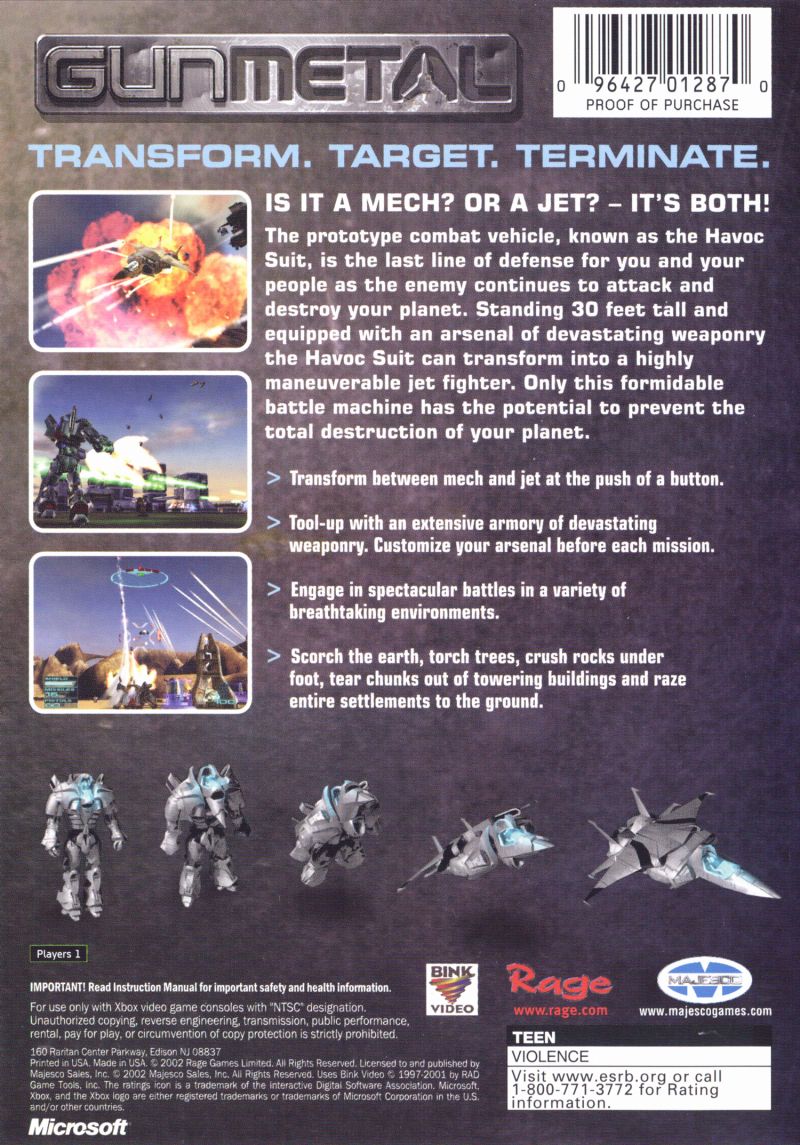 GUNMETAL
0 96427 01287 0
PROOF OF PURCHASE
TRANSFORM. TARGET. TERMINATE.
IS IT A MECH? OR A JET? – IT'S BOTH!
The prototype combat vehicle, known as the Havoc
Suit, is the last line of defense for you and your
people as the enemy continues to attack and
destroy your planet. Standing 30 feet tall and
equipped with an arsenal of devastating weaponry
the Havoc Suit can transform into a highly
maneuverable jet fighter. Only this formidable
battle machine has the potential to prevent the
total destruction of your planet.
> Transform between mech and jet at the push of a button.
> Tool-up with an extensive armory of devastating
weaponry. Customize your arsenal before each mission.
> Engage in spectacular battles in a variety of
breathtaking environments.
> Scorch the earth, torch trees, crush rocks under
foot, tear chunks out of towering buildings and raze
entire settlements to the ground.
SHIELD
MISSILES
PISTOLS
100
Players 1
IMPORTANT! Read Instruction Manual for important safety and health information.
For use only with Xbox video game consoles with "NTSC" designation.
Unauthorized copying, reverse engineering, transmission, public performance,
rental, pay for play, or circumvention of copy protection is strictly prohibited.
160 Raritan Center Parkway, Edison NJ 08837
Printed in USA. Made in USA. © 2002 Rage Games Limited. All Rights Reserved. Licensed to and published by
Majesco Sales, Inc. © 2002 Majesco Sales, Inc. All Rights Reserved. Uses Bink Video © 1997-2001 by RAD
Game Tools, Inc. The ratings icon is a trademark of the Interactive Digital Software Association. Microsoft,
Xbox, and the Xbox logo are either registered trademarks or trademarks of Microsoft Corporation in the U.S.
and/or other countries.
Microsoft
BINK
VIDEO
Rage
www.rage.com
MAJESCO
www.majescogames.com
TEEN
VIOLENCE
Visit www.esrb.org or call
1-800-771-3772 for Rating
information.